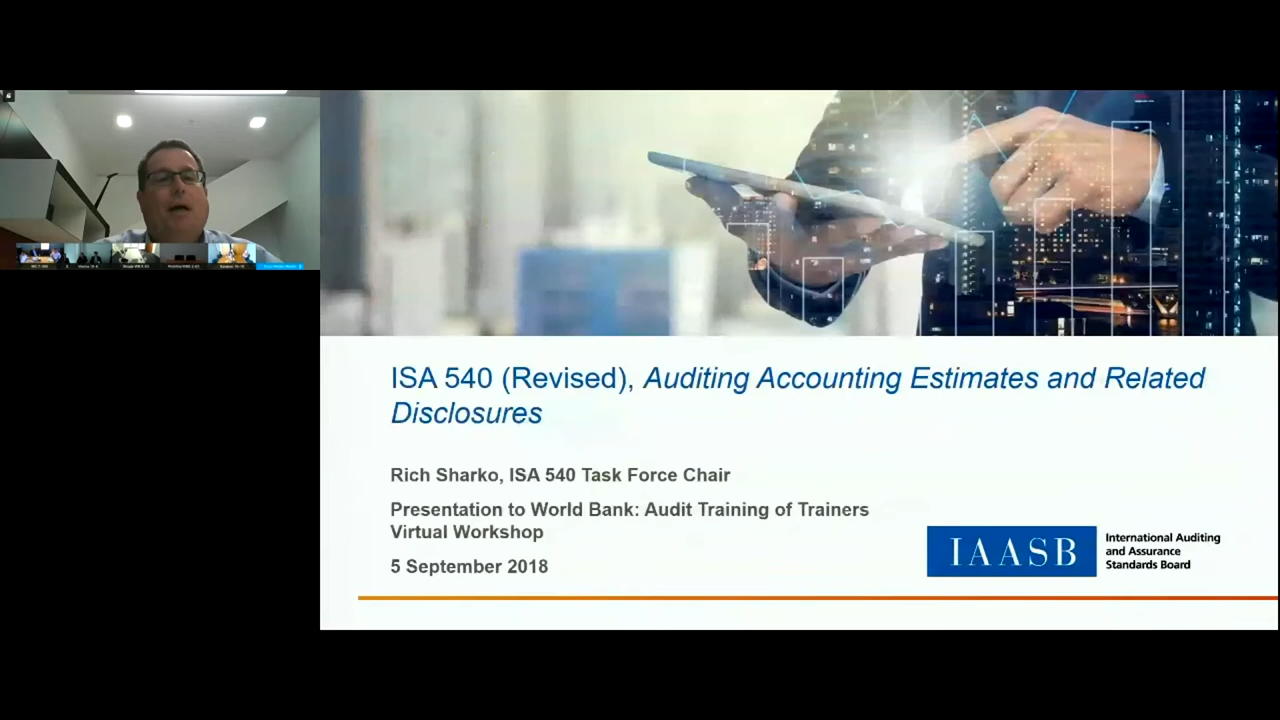 ISA 540 (Revised), Auditing Accounting Estimates and Related
Disclosures
Rich Sharko, ISA 540 Task Force Chair
Presentation to World Bank: Audit Training of Trainers
Virtual Workshop
5 September 2018
IAASB
International Auditing
and Assurance
Standards Board